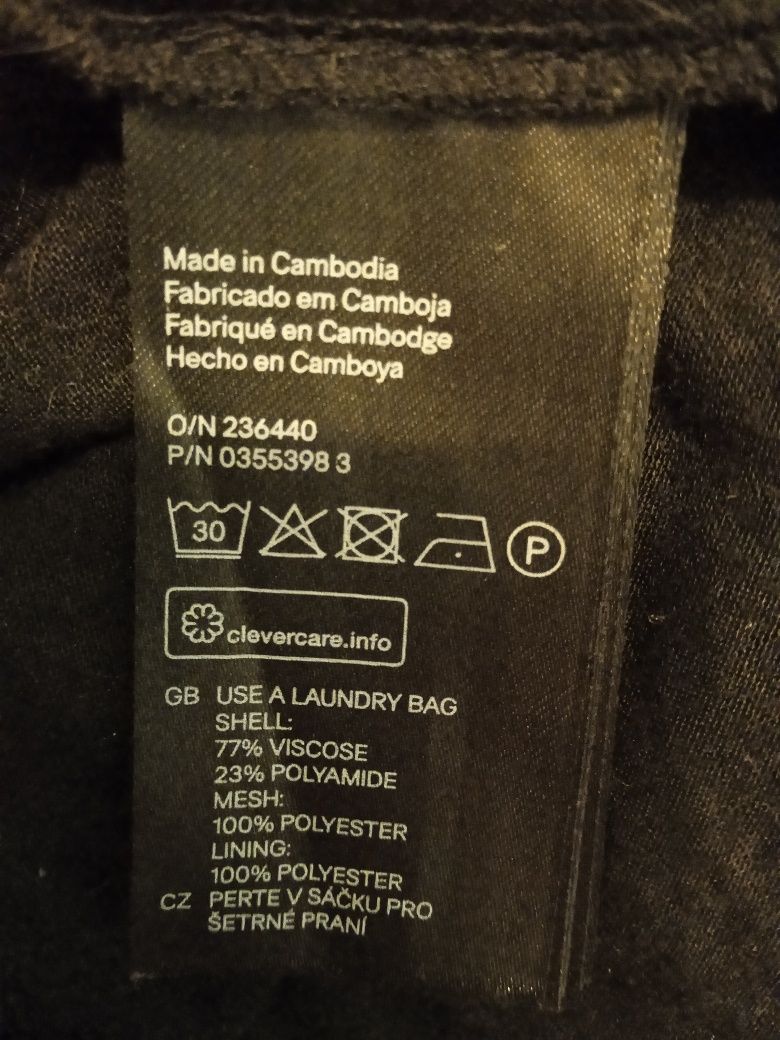 Made in Cambodia
Fabricado em Camboja
Fabriqué en Cambodge
Hecho en Camboya
O/N 236440
P/N 0355398 3
30 P
clevercare.info
GB USE A LAUNDRY BAG
SHELL:
77% VISCOSE
23% POLYAMIDE
MESH:
100% POLYESTER
LINING:
100% POLYESTER
CZ PERTE V SÁČKU PRO
ŠETRNÉ PRANÍ